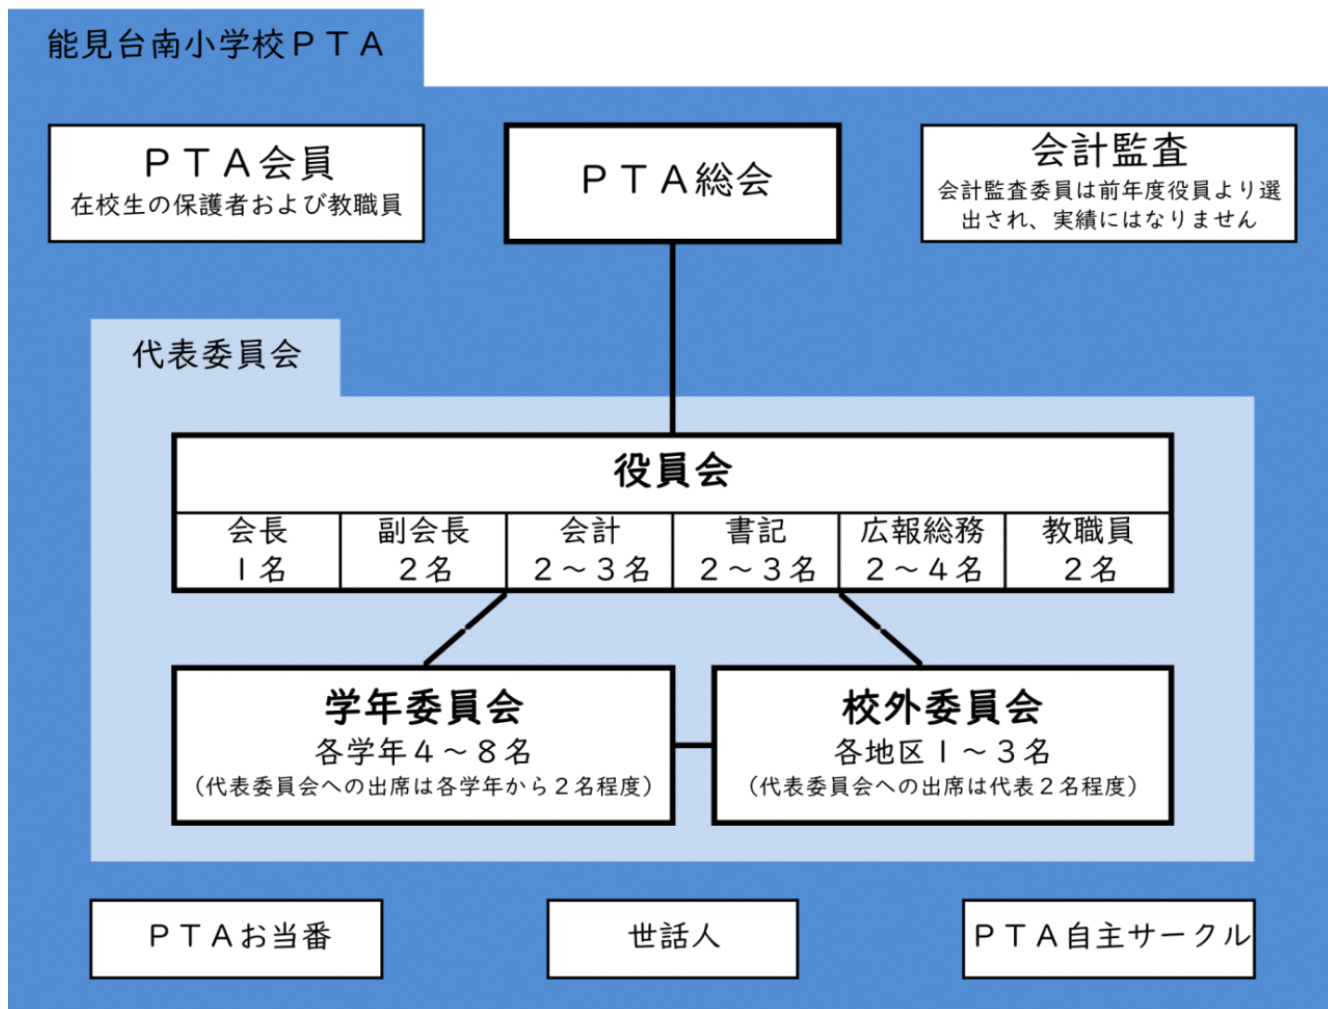 能見台南小学校ＰＴＡ
ＰＴＡ会員
在校生の保護者および教職員
ＰＴＡ総会
会計監査
会計監査委員は前年度役員より選
出され、実績にはなりません
代表委員会
役員会
会長
１名
副会長
２名
会計
２～３名
書記
２～３名
広報総務
２～４名
教職員
２名
学年委員会
各学年４～８名
（代表委員会への出席は各学年から２名程度）
校外委員会
各地区１～３名
（代表委員会への出席は代表２名程度）
ＰＴＡお当番
世話人
ＰＴＡ自主サークル